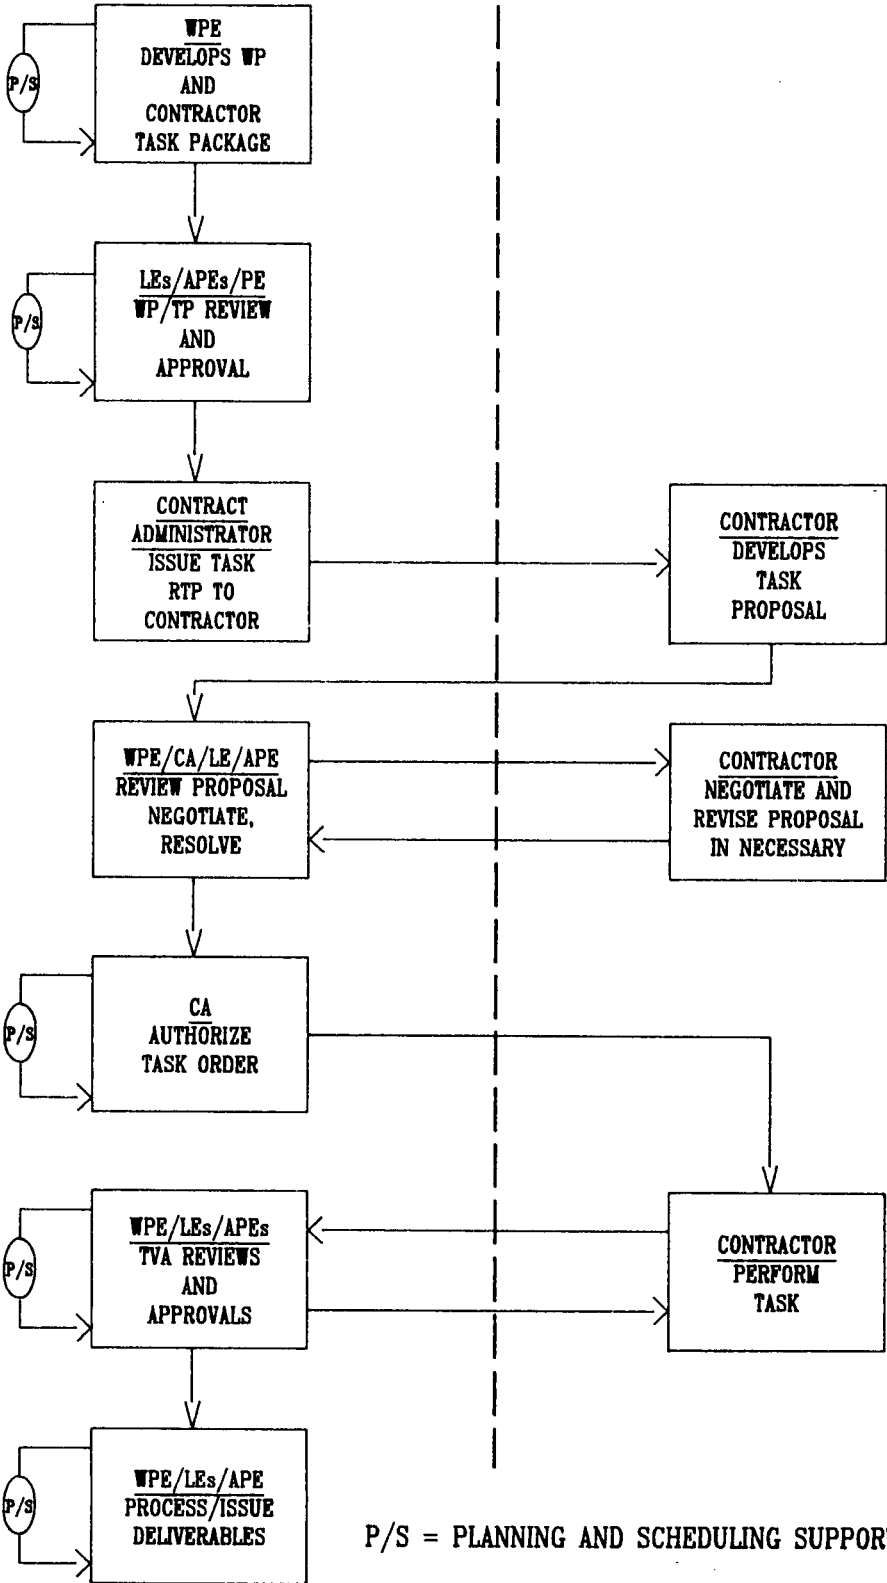 WPE
DEVELOPS WP
AND
CONTRACTOR
TASK PACKAGE
P/S
LEs/APEs/PE
WP/TP REVIEW
AND
APPROVAL
P/S
CONTRACT
ADMINISTRATOR
ISSUE TASK
RTP TO
CONTRACTOR
CONTRACTOR
DEVELOPS
TASK
PROPOSAL
WPE/CA/LE/APE
REVIEW PROPOSAL
NEGOTIATE,
RESOLVE
CONTRACTOR
NEGOTIATE AND
REVISE PROPOSAL
IN NECESSARY
P/S
CA
AUTHORIZE
TASK ORDER
P/S
WPE/LEs/APEs
TVA REVIEWS
AND
APPROVALS
CONTRACTOR
PERFORM
TASK
P/S
WPE/LEs/APE
PROCESS/ISSUE
DELIVERABLES
P/S = PLANNING AND SCHEDULING SUPPORT